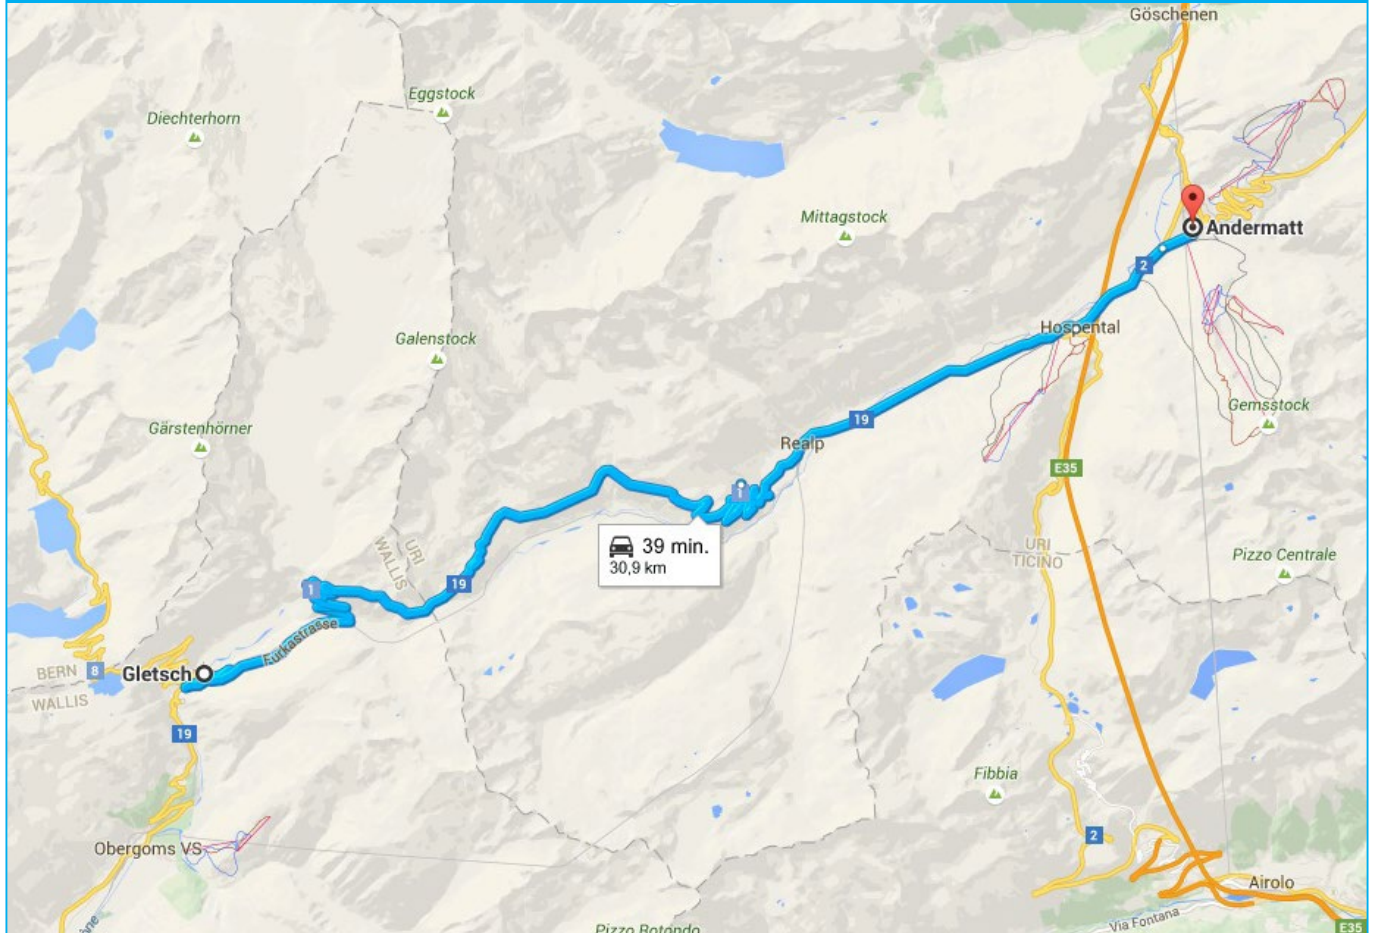 Göschenen
Eggstock
Diechterhorn
Mittagstock
Andermatt
2
Hospental
Galenstock
Gemsstock
19
Gärstenhörner
Realp
E35
1
39 min.
30,9 km
URI
WALLIS
URI
TICINO
Pizzo Centrale
19
1
Furkastrasse
BERN
WALLIS
8
Gletsch
19
Fibbia
2
Obergoms VS
Airolo
Via Fontana
E35
Pizzo Rotondo